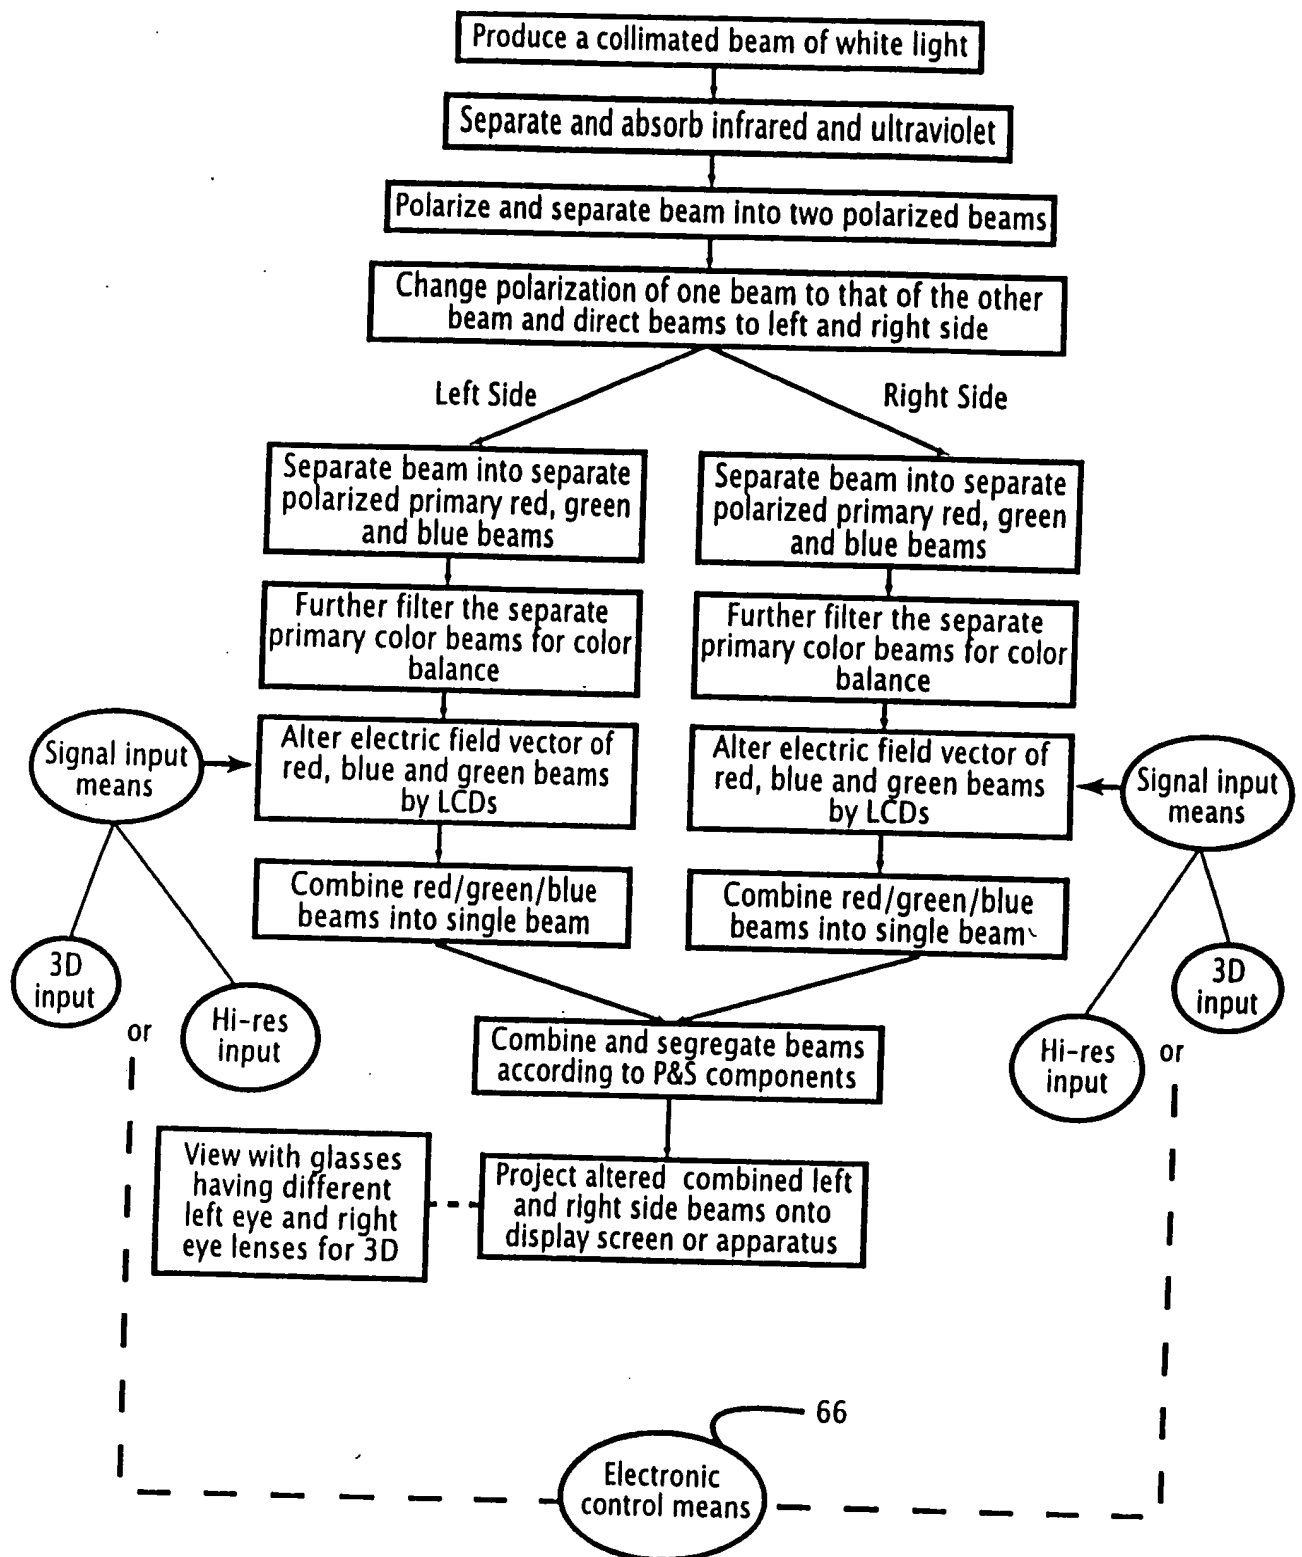 Produce a collimated beam of white light
Separate and absorb infrared and ultraviolet
Polarize and separate beam into two polarized beams
Change polarization of one beam to that of the other
beam and direct beams to left and right side
Left Side
Right Side
Separate beam into separate
polarized primary red, green
and blue beams
Separate beam into separate
polarized primary red, green
and blue beams
Further filter the separate
primary color beams for color
balance
Further filter the separate
primary color beams for color
balance
Signal input
means
Alter electric field vector of
red, blue and green beams
by LCDs
Alter electric field vector of
red, blue and green beams
by LCDs
Signal input
means
Combine red/green/blue
beams into single beam
Combine red/green/blue
beams into single beam
3D
input
or
Hi-res
input
Combine and segregate beams
according to P&S components
Hi-res
input
or
3D
input
View with glasses
having different
left eye and right
eye lenses for 3D
Project altered combined left
and right side beams onto
display screen or apparatus
66
Electronic
control means